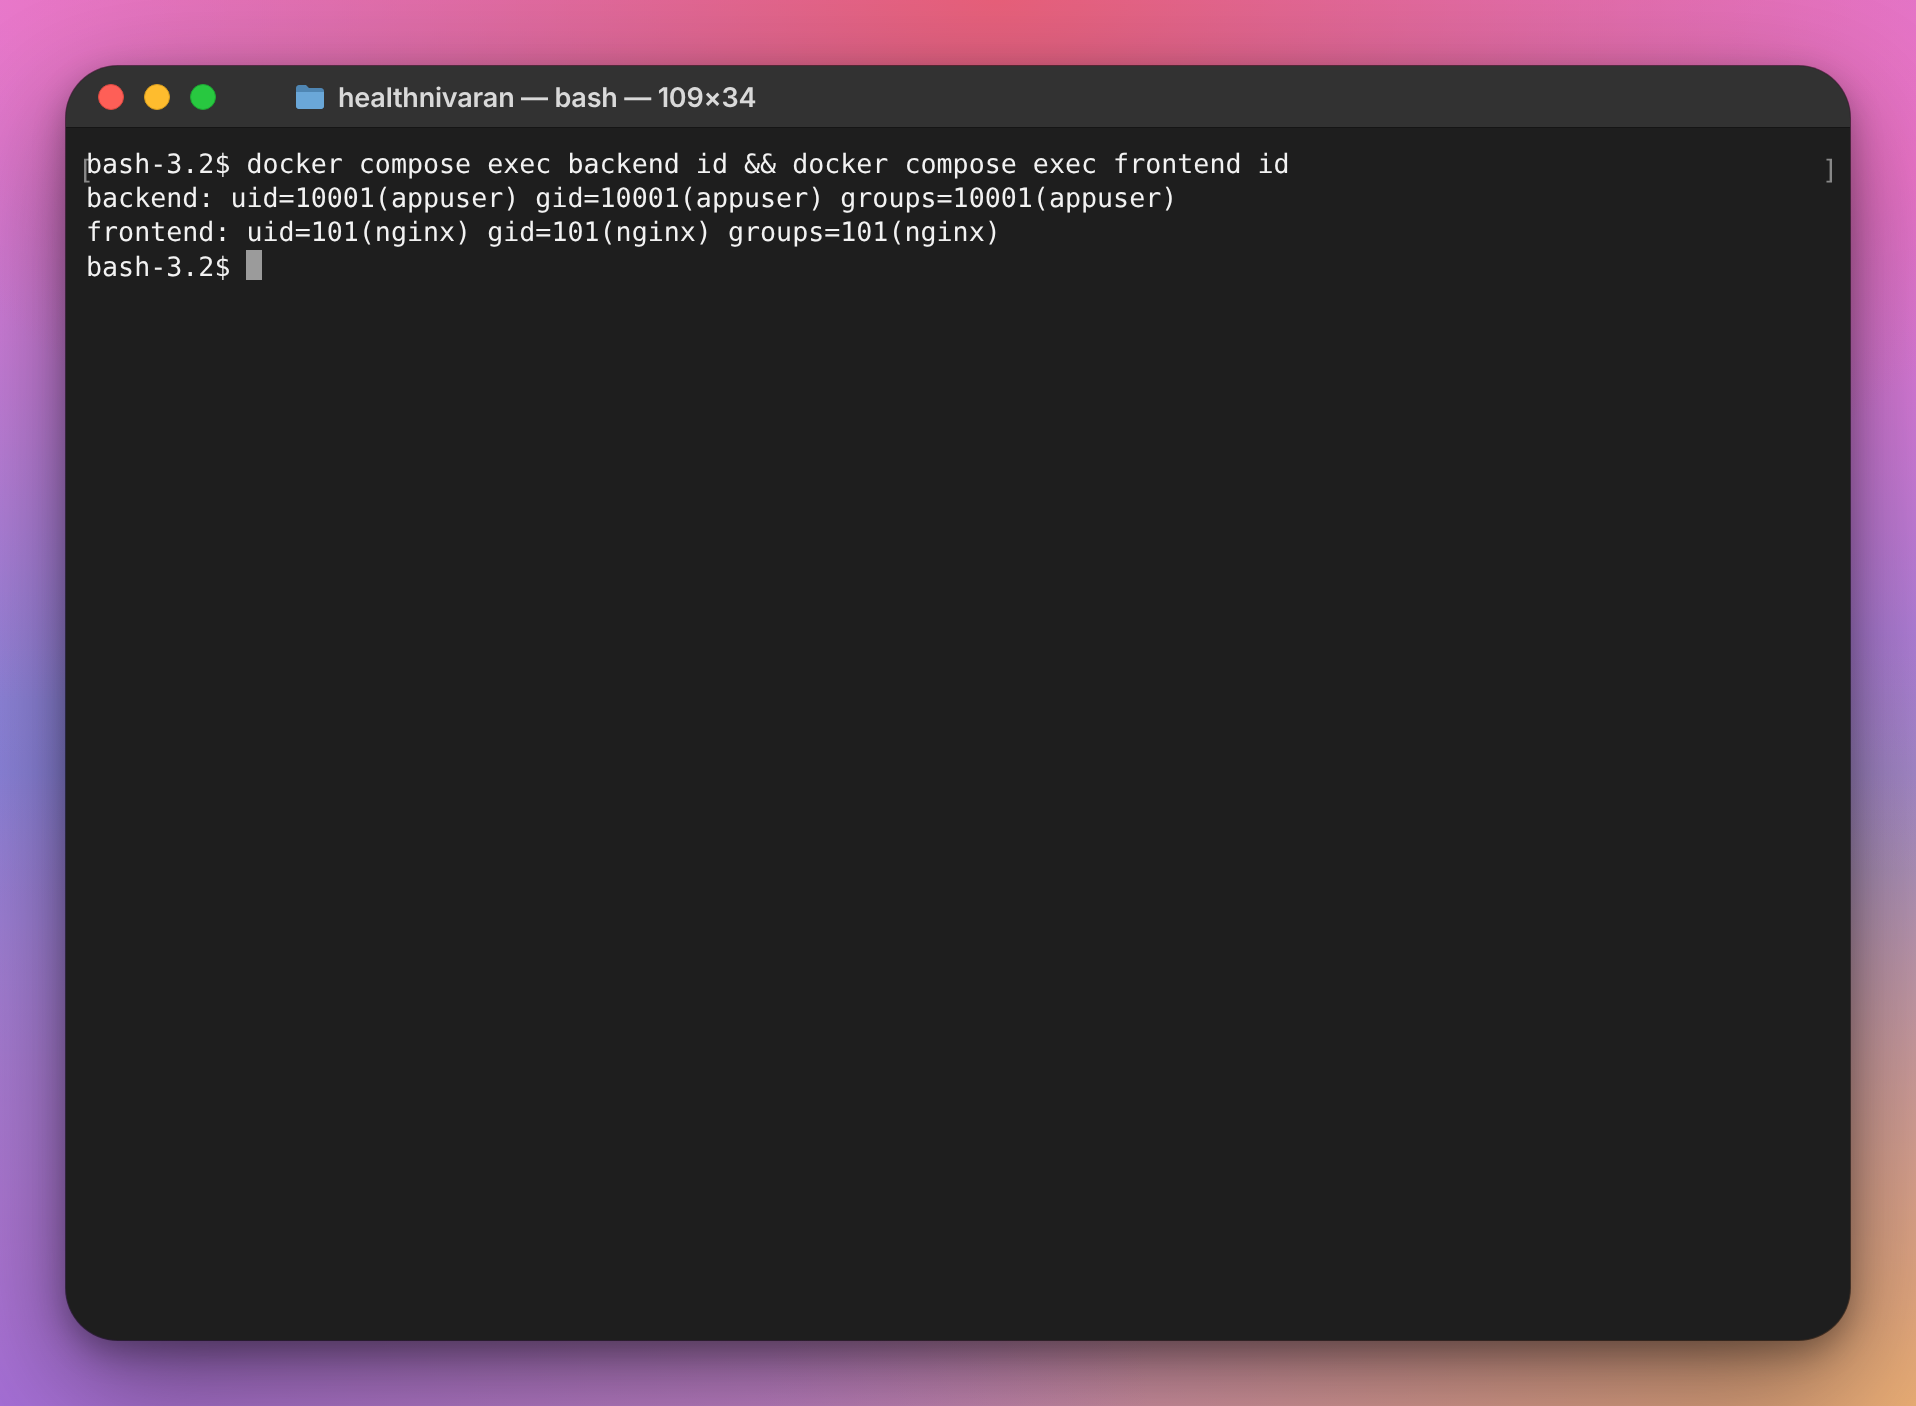 healthnivaran — bash — 109×34
[bash-3.2$ docker compose exec backend id && docker compose exec frontend id ]
backend: uid=10001(appuser) gid=10001(appuser) groups=10001(appuser)
frontend: uid=101(nginx) gid=101(nginx) groups=101(nginx)
bash-3.2$